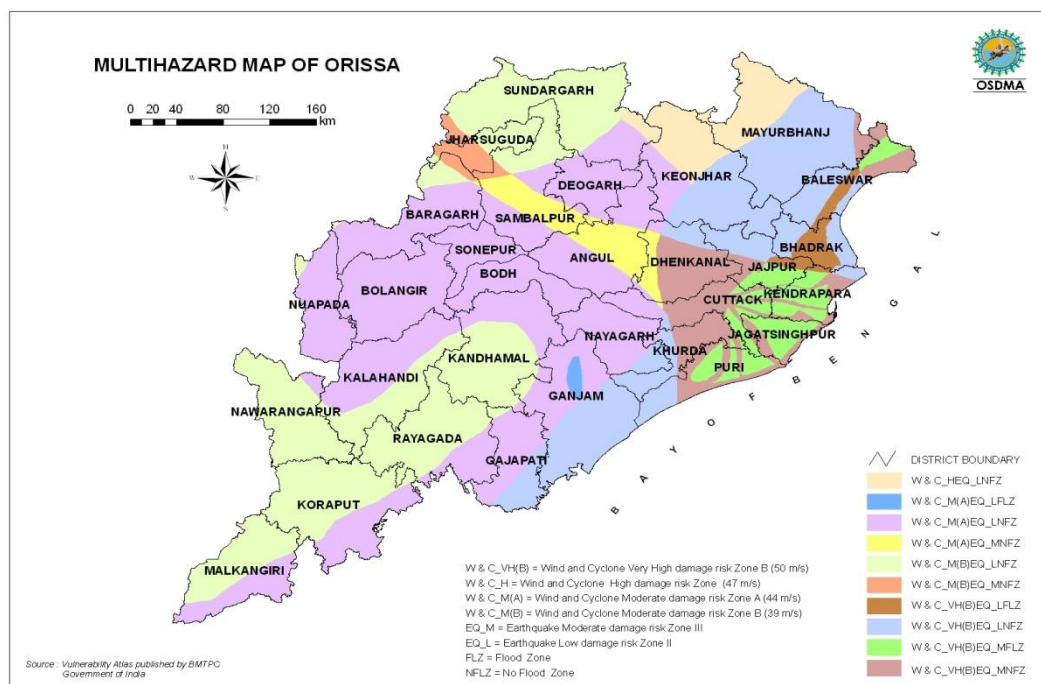 MULTIHAZARD MAP OF ORISSA
0 20 40 80 120 160
km
N
W E
S
OSDMA
SUNDARGARH
JHARSUGUDA
MAYURBHANJ
KEONJHAR
DEOGARH
BALESWAR
BARAGARH
SAMBALPUR
SONEPUR
ANGUL
BHADRAK
DHENKANAL
JAJPUR
BODH
NUAPADA
BOLANGIR
CUTTACK
KENDRAPARA
NAYAGARH
JAGATSINGHPUR
KHURDA
KANDHAMAL
PURI
KALAHANDI
GANJAM
NAWARANGAPUR
RAYAGADA
GAJAPATI
KORAPUT
MALKANGIRI
BAY OF BENGAL
DISTRICT BOUNDARY
W & C_HEQ_LNFZ
W & C_M(A)EQ_LFLZ
W & C_M(A)EQ_LNFZ
W & C_M(A)EQ_MNFZ
W & C_M(B)EQ_LNFZ
W & C_M(B)EQ_MNFZ
W & C_VH(B)EQ_LFLZ
W & C_VH(B)EQ_LNFZ
W & C_VH(B)EQ_MFLZ
W & C_VH(B)EQ_MNFZ
W & C_VH(B) = Wind and Cyclone Very High damage risk Zone B (50 m/s)
W & C_H = Wind and Cyclone High damage risk Zone (47 m/s)
W & C_M(A) = Wind and Cyclone Moderate damage risk Zone A (44 m/s)
W & C_M(B) = Wind and Cyclone Moderate damage risk Zone B (39 m/s)
EQ_M = Earthquake Moderate damage risk Zone III
EQ_L = Earthquake Low damage risk Zone II
FLZ = Flood Zone
NFLZ = No Flood Zone
Source : Vulnerability Atlas published by BMTPC
Government of India